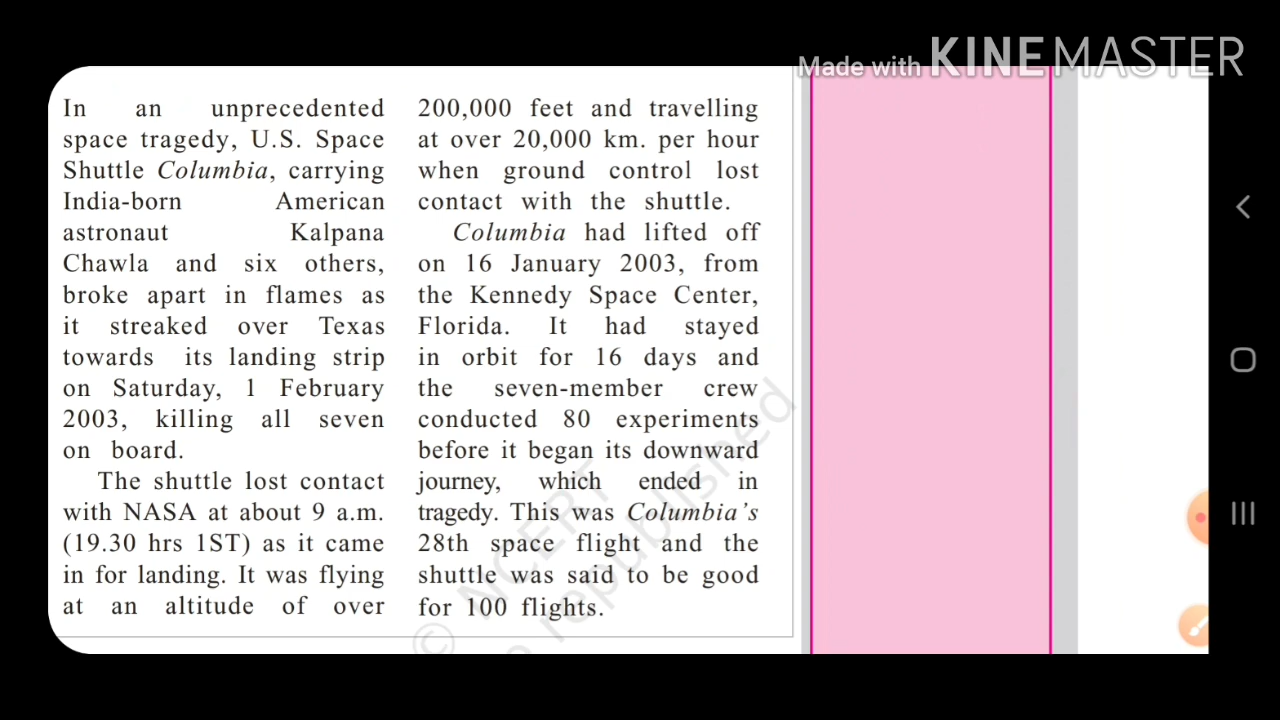 Made with KINEMASTER
In an unprecedented
space tragedy, U.S. Space
Shuttle Columbia, carrying
India-born American
astronaut Kalpana
Chawla and six others,
broke apart in flames as
it streaked over Texas
towards its landing strip
on Saturday, 1 February
2003, killing all seven
on board.
The shuttle lost contact
with NASA at about 9 a.m.
(19.30 hrs 1ST) as it came
in for landing. It was flying
at an altitude of over
200,000 feet and travelling
at over 20,000 km. per hour
when ground control lost
contact with the shuttle.
Columbia had lifted off
on 16 January 2003, from
the Kennedy Space Center,
Florida. It had stayed
in orbit for 16 days and
the seven-member crew
conducted 80 experiments
before it began its downward
journey, which ended in
tragedy. This was Columbia's
28th space flight and the
shuttle was said to be good
for 100 flights.
© NCERT
republished